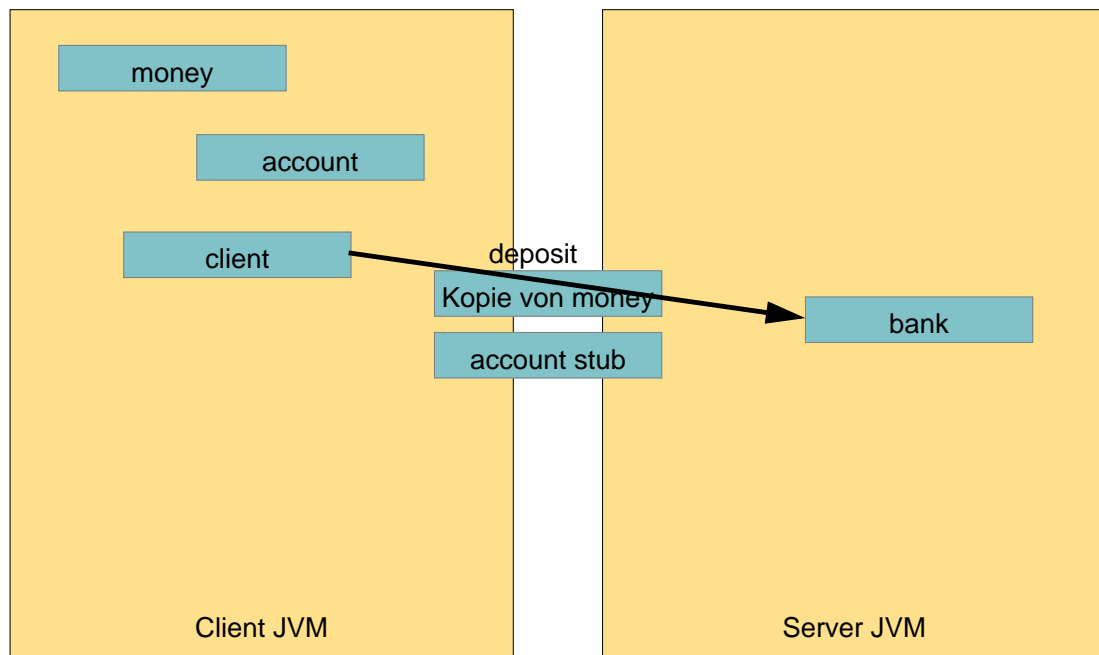 money
account
client
deposit
Kopie von money
bank
account stub
Client JVM
Server JVM